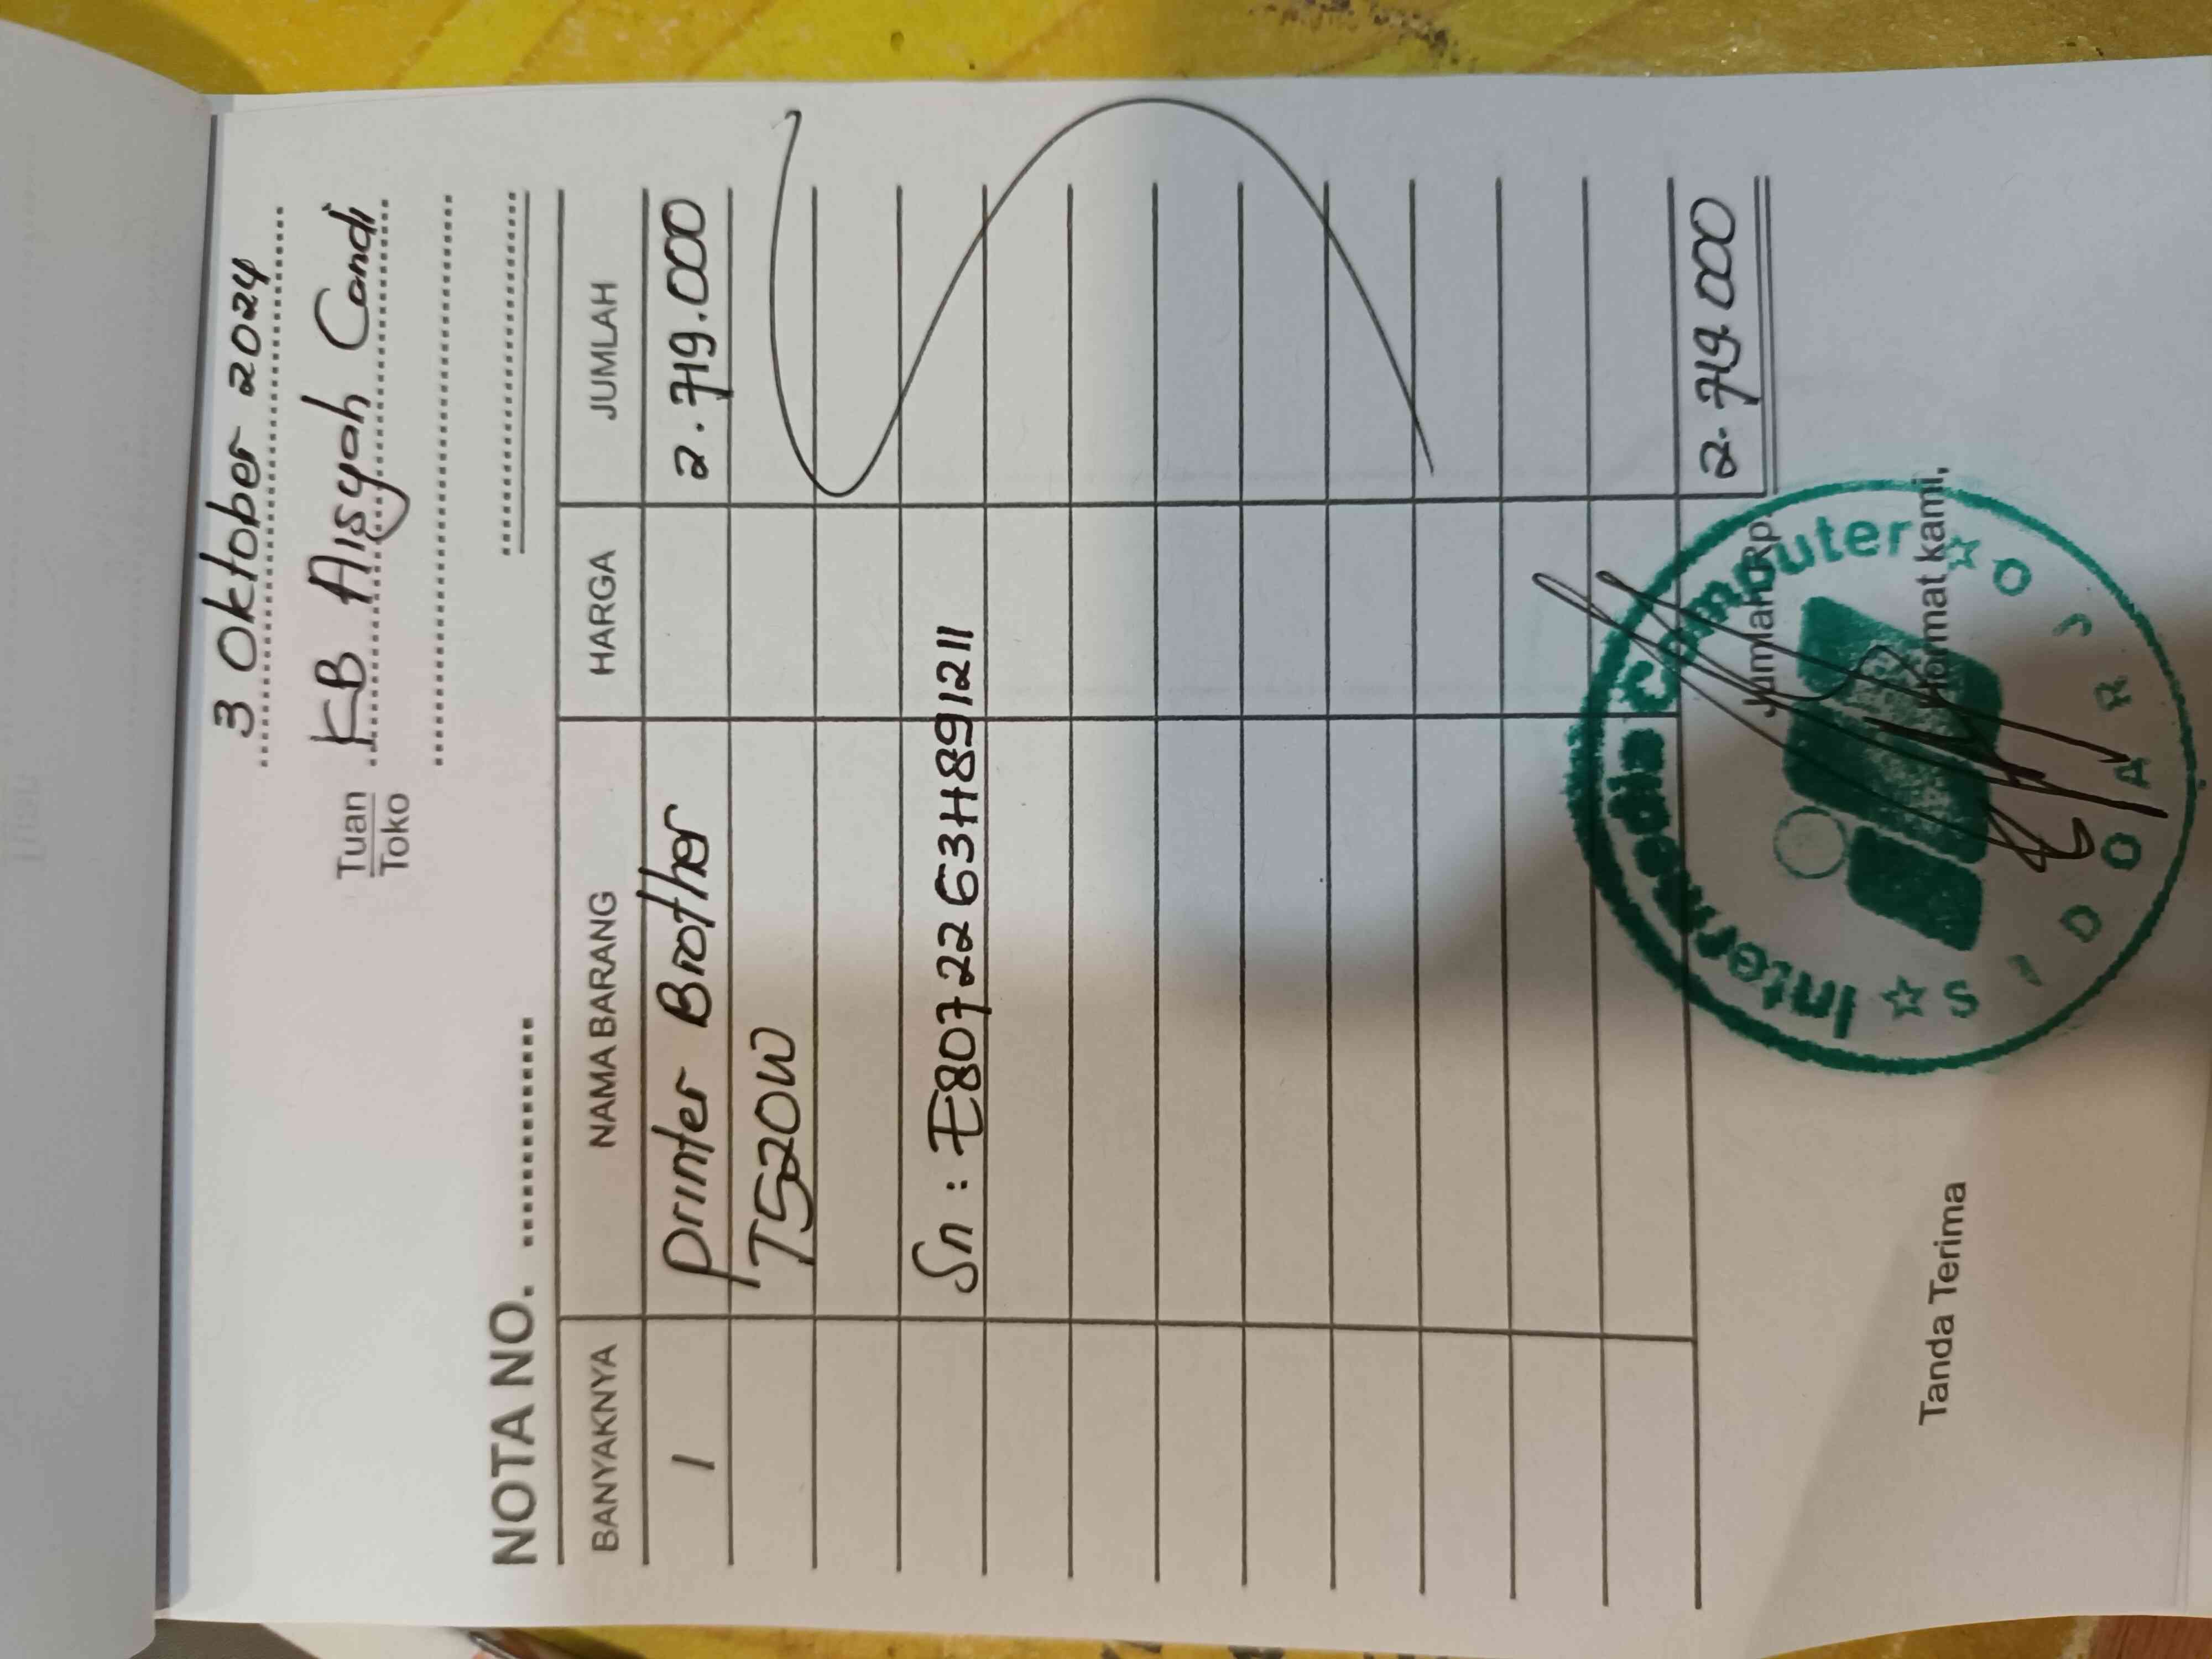 3 Oktober 2024
Tuan KB Aisyah Candi
Toko
NOTA NO. ............
BANYAKNYA NAMA BARANG HARGA JUMLAH
1 Printer Brother 2.719.000
T520W
Sn : E80722G3H891211
Jumlah Rp 2.719.000
Tanda Terima Hormat kami,
Intermedia Computer
SIDOARJO